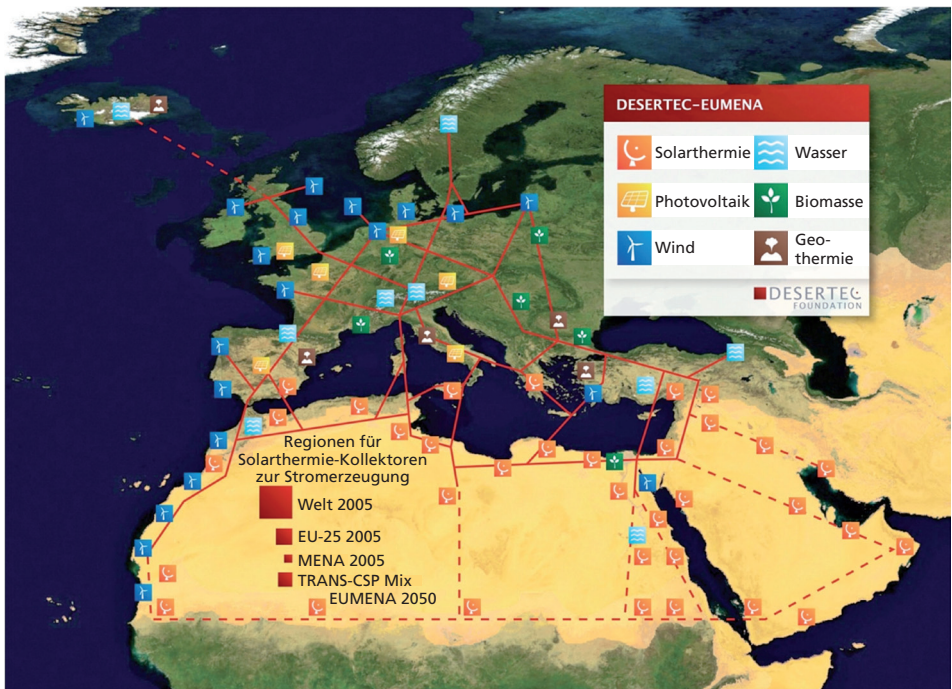 DESERTEC–EUMENA
Solarthermie
Wasser
Photovoltaik
Biomasse
Wind
Geo-
thermie
DESERTEC
FOUNDATION
Regionen für
Solarthermie-Kollektoren
zur Stromerzeugung
Welt 2005
EU-25 2005
MENA 2005
TRANS-CSP Mix
EUMENA 2050